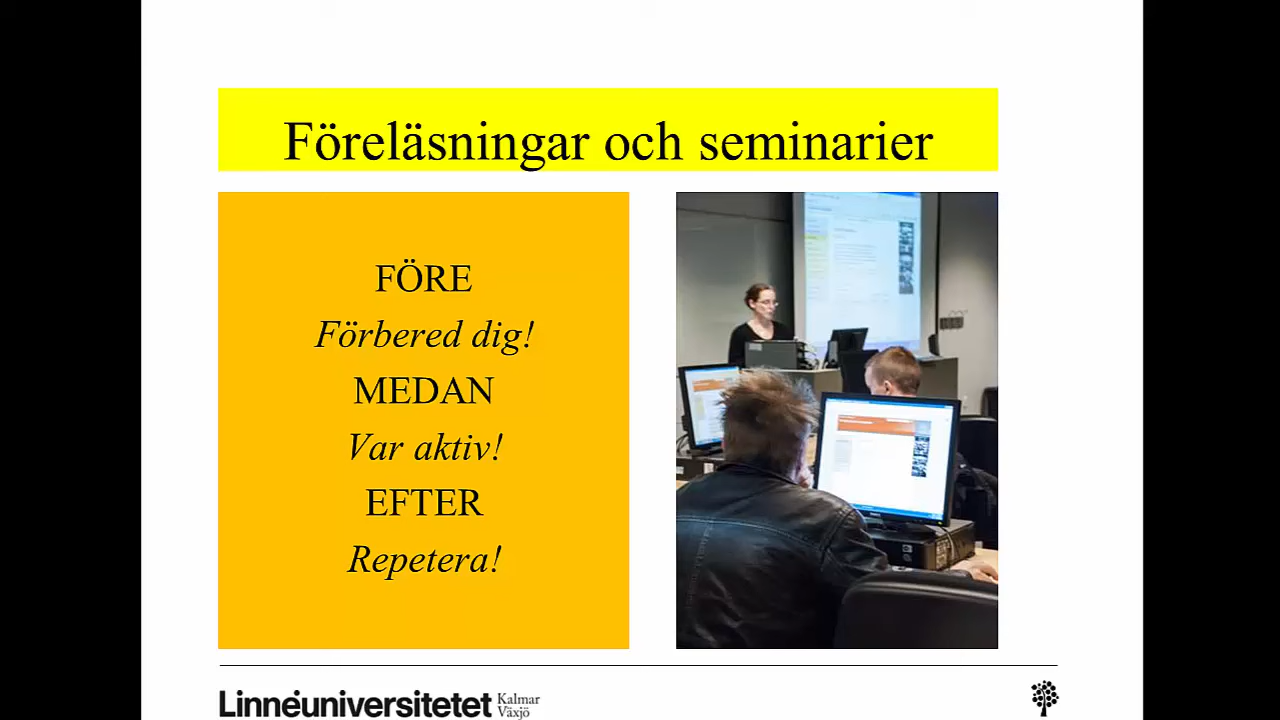 Föreläsningar och seminarier
FÖRE
Förbered dig!
MEDAN
Var aktiv!
EFTER
Repetera!
Linnéuniversitetet Kalmar Växjö